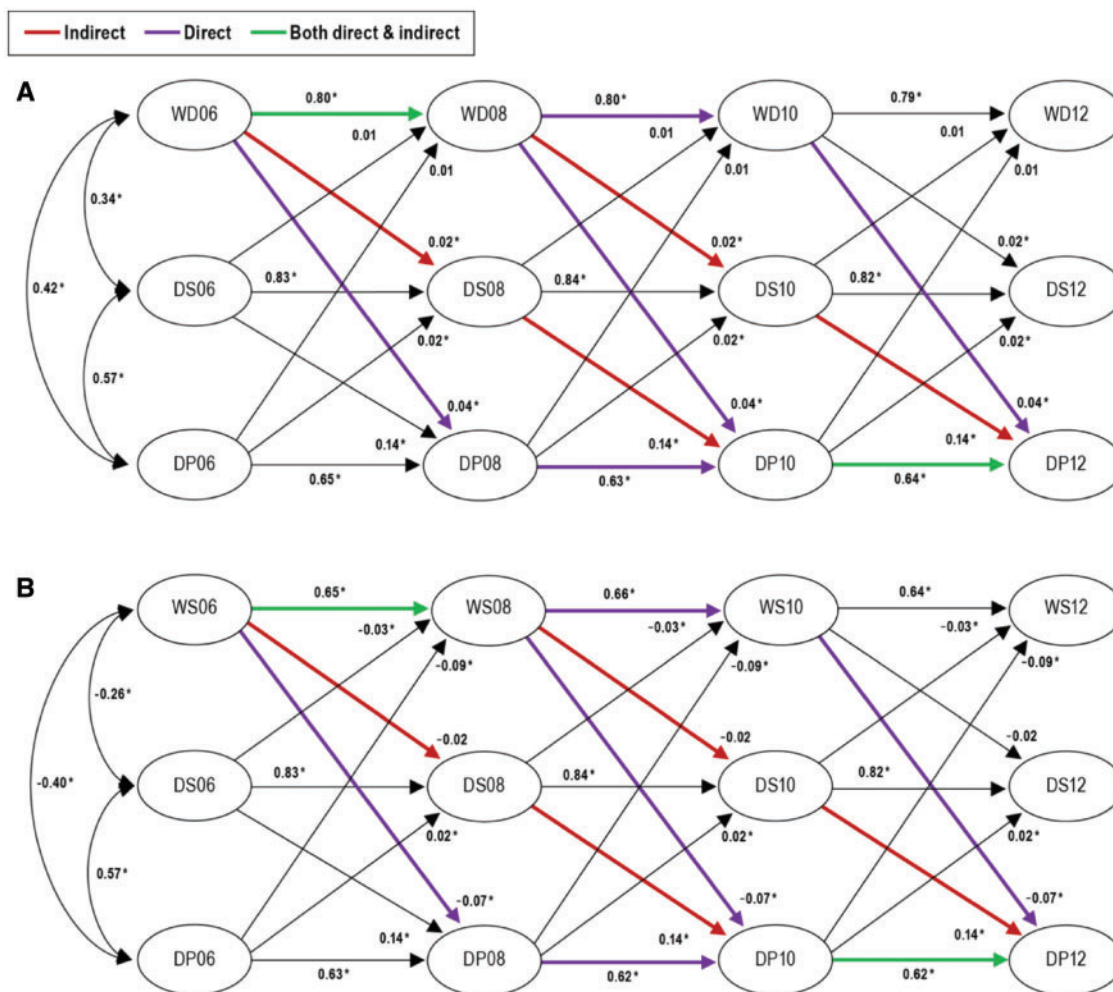 Indirect Direct Both direct & indirect
A
WD06 0.80* WD08 0.80* WD10 0.79* WD12
0.01 0.01 0.01
0.01 0.01 0.01
0.34*
0.02* 0.02* 0.02*
0.42* DS06 0.83* DS08 0.84* DS10 0.82* DS12
0.02* 0.02* 0.02*
0.57*
0.04* 0.04* 0.04*
0.14* 0.14* 0.14*
DP06 0.65* DP08 0.63* DP10 0.64* DP12
B
WS06 0.65* WS08 0.66* WS10 0.64* WS12
−0.03* −0.03* −0.03*
−0.09* −0.09* −0.09*
-0.26*
−0.02 −0.02 −0.02
-0.40* DS06 0.83* DS08 0.84* DS10 0.82* DS12
0.02* 0.02* 0.02*
0.57*
−0.07* −0.07* −0.07*
0.14* 0.14* 0.14*
DP06 0.63* DP08 0.62* DP10 0.62* DP12